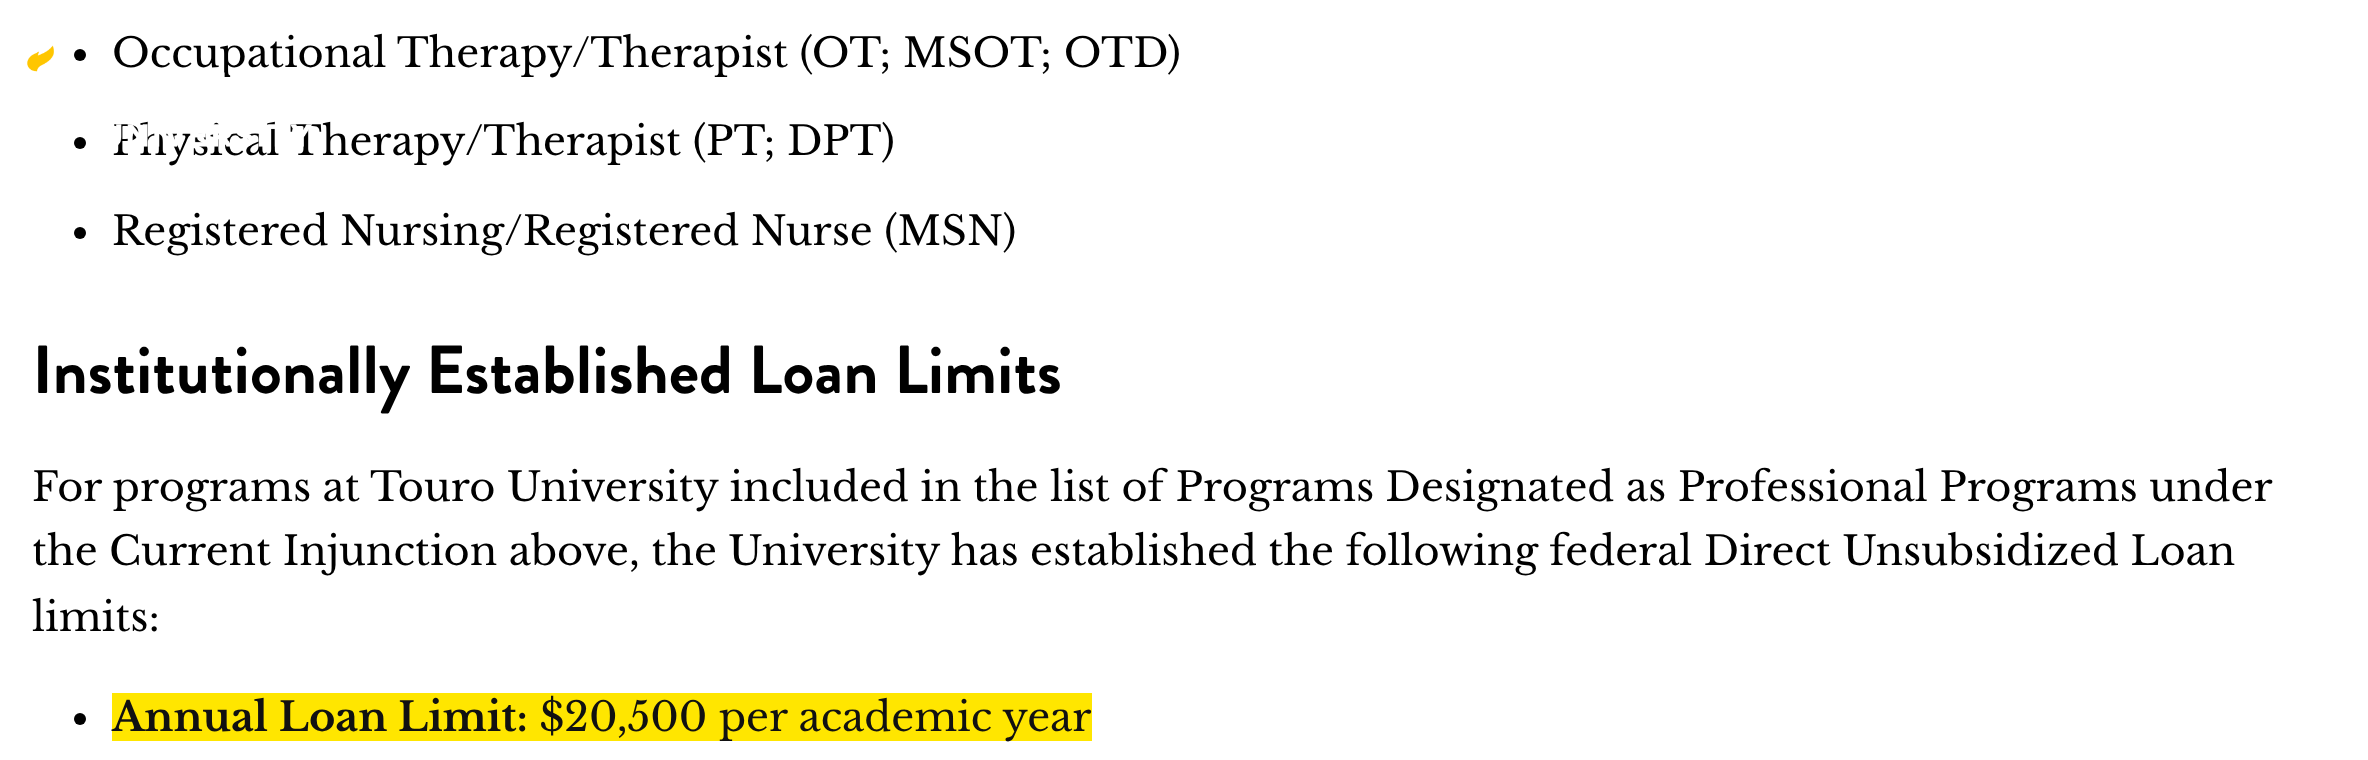 • Occupational Therapy/Therapist (OT; MSOT; OTD)
• Physical Therapy/Therapist (PT; DPT)
• Registered Nursing/Registered Nurse (MSN)
Institutionally Established Loan Limits
For programs at Touro University included in the list of Programs Designated as Professional Programs under
the Current Injunction above, the University has established the following federal Direct Unsubsidized Loan
limits:
• Annual Loan Limit: $20,500 per academic year